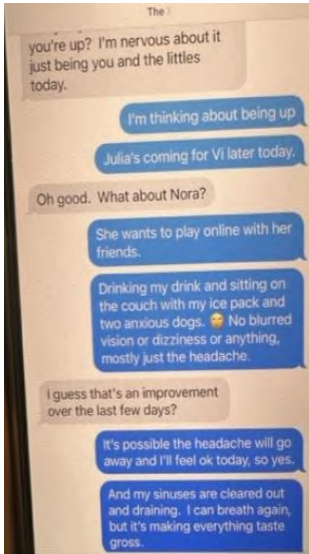 The
you're up? I'm nervous about it
just being you and the littles
today.
I'm thinking about being up
Julia's coming for Vi later today.
Oh good. What about Nora?
She wants to play online with her
friends.
Drinking my drink and sitting on
the couch with my ice pack and
two anxious dogs. 🤕 No blurred
vision or dizziness or anything,
mostly just the headache.
I guess that's an improvement
over the last few days?
It's possible the headache will go
away and I'll feel ok today, so yes.
And my sinuses are cleared out
and draining. I can breath again,
but it's making everything taste
gross.